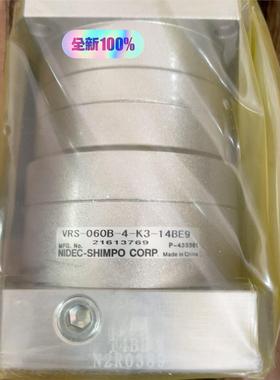 全新100%
VRS-060B-4-K3-14BE9
MFG. No. 21613769 P-435561
NIDEC-SHIMPO CORP. Made in China